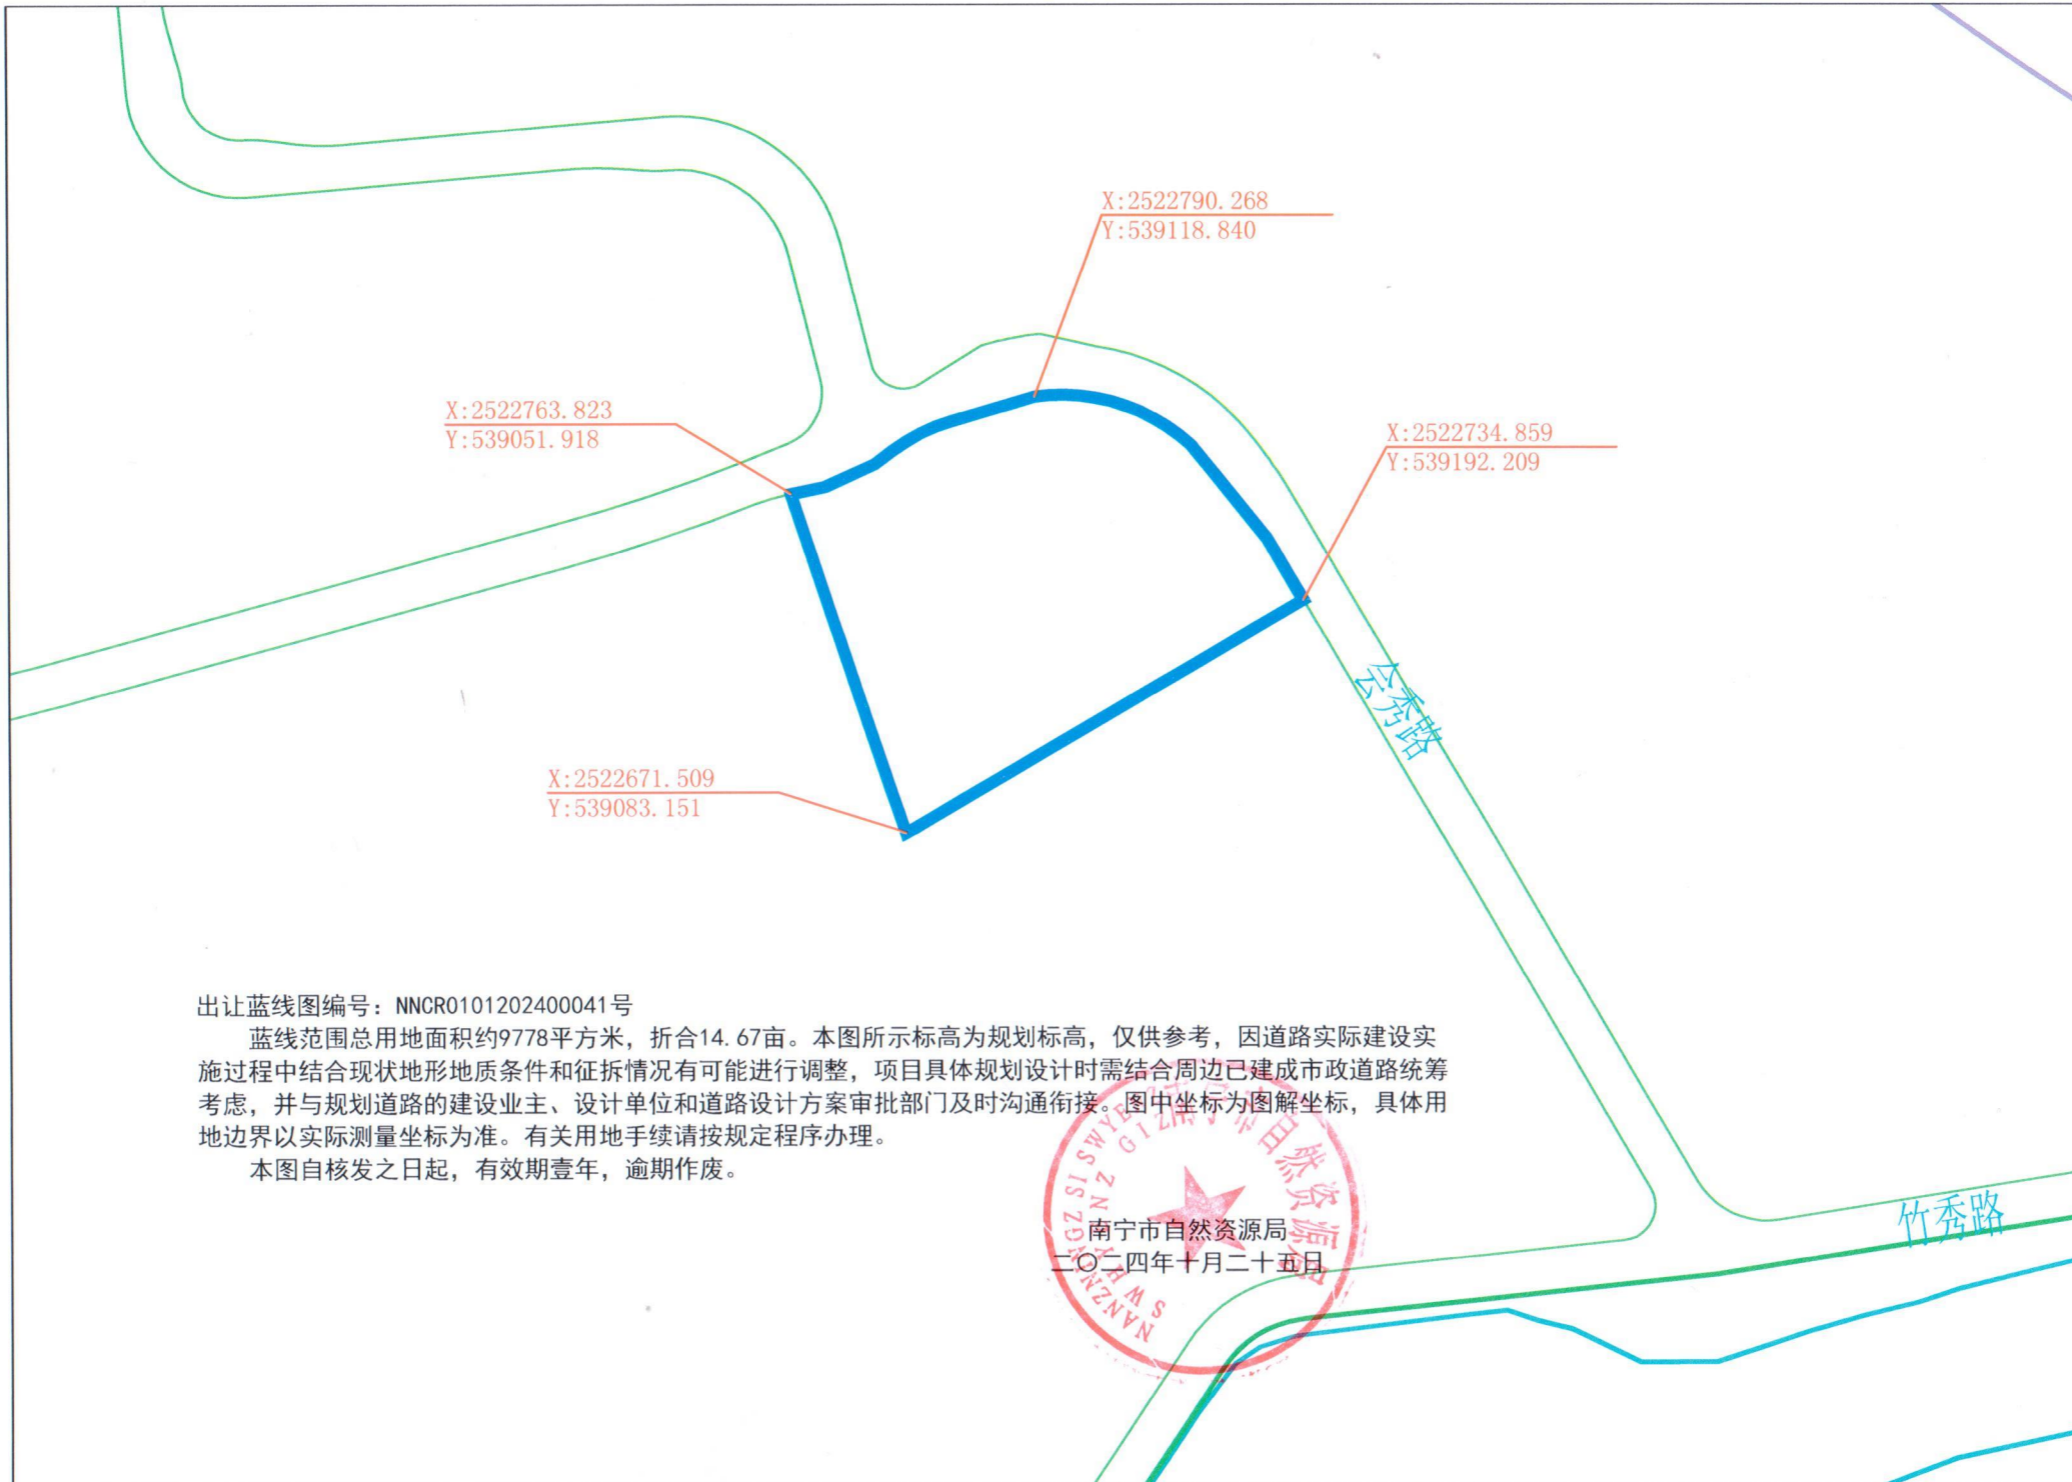 X:2522790.268
Y:539118.840
X:2522763.823
Y:539051.918
X:2522734.859
Y:539192.209
会秀路
X:2522671.509
Y:539083.151
出让蓝线图编号：NNCR0101202400041号
蓝线范围总用地面积约9778平方米，折合14.67亩。本图所示标高为规划标高，仅供参考，因道路实际建设实
施过程中结合现状地形地质条件和征拆情况有可能进行调整，项目具体规划设计时需结合周边已建成市政道路统筹
考虑，并与规划道路的建设业主、设计单位和道路设计方案审批部门及时沟通衔接。图中坐标为图解坐标，具体用
地边界以实际测量坐标为准。有关用地手续请按规定程序办理。
本图自核发之日起，有效期壹年，逾期作废。
南宁市自然资源局
NANZNINGZ SI SWYENZ
南宁市自然资源局
二〇二四年十月二十五日
竹秀路